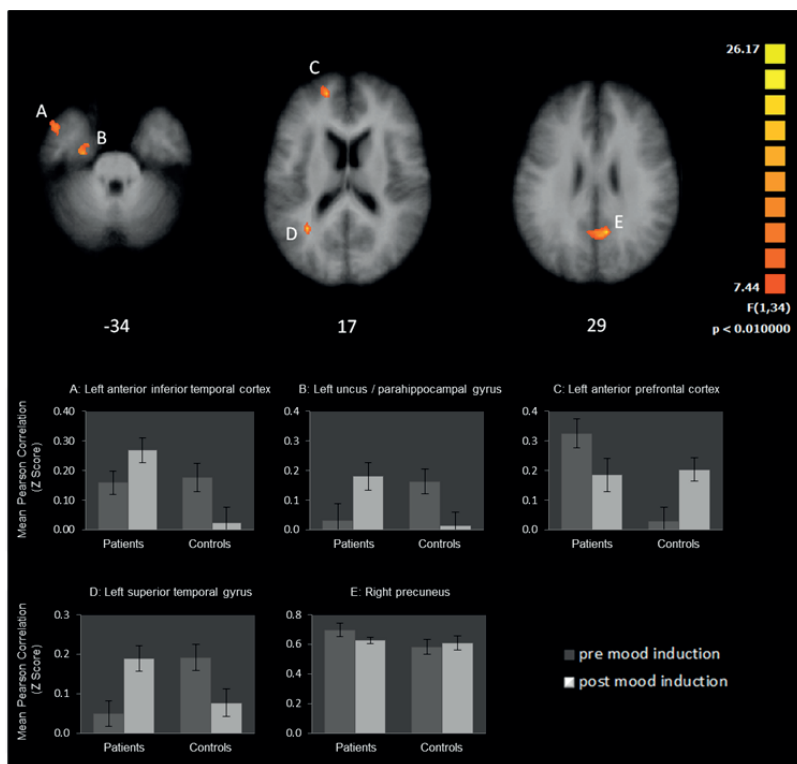 26.17
C
A
B
D
E
7.44
F(1,34)
p < 0.010000
-34
17
29
A: Left anterior inferior temporal cortex
B: Left uncus / parahippocampal gyrus
C: Left anterior prefrontal cortex
Mean Pearson Correlation
(Z Score)
0.40
0.30
0.20
0.10
0.00
Patients
Controls
0.4
0.3
0.2
0.1
0.0
Patients
Controls
0.4
0.3
0.2
0.1
0.0
Patients
Controls
D: Left superior temporal gyrus
E: Right precuneus
Mean Pearson Correlation
(Z Score)
0.3
0.2
0.1
0.0
Patients
Controls
0.8
0.6
0.4
0.2
0.0
Patients
Controls
pre mood induction
post mood induction